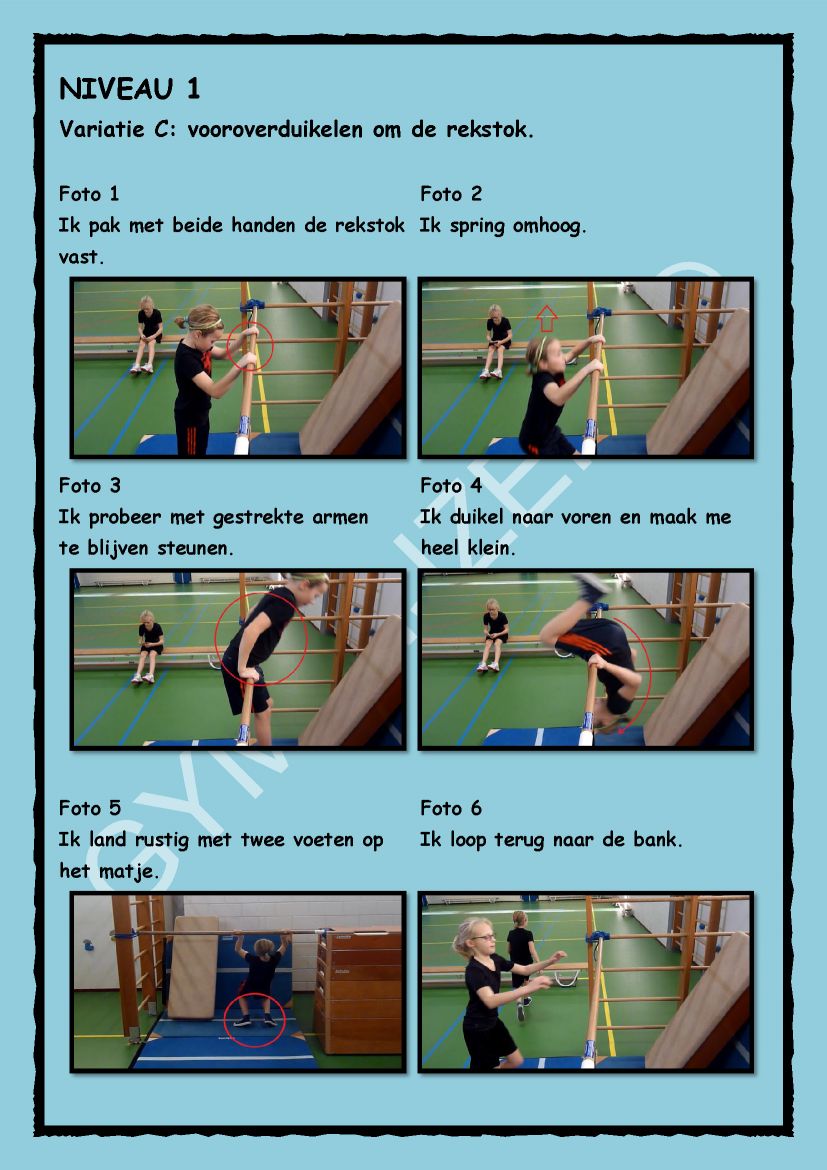 NIVEAU 1
Variatie C: vooroverduikelen om de rekstok.
Foto 1
Ik pak met beide handen de rekstok
vast.
Foto 2
Ik spring omhoog.
Foto 3
Ik probeer met gestrekte armen
te blijven steunen.
Foto 4
Ik duikel naar voren en maak me
heel klein.
Foto 5
Ik land rustig met twee voeten op
het matje.
Foto 6
Ik loop terug naar de bank.